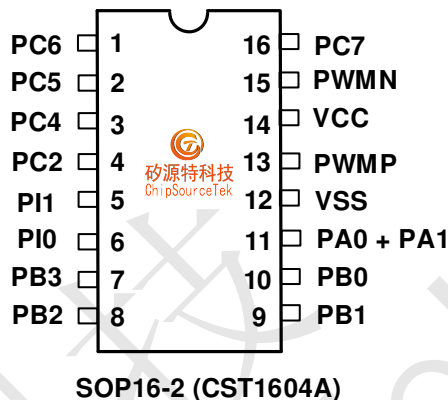 PC6 1 16 PC7
PC5 2 15 PWMN
PC4 3 14 VCC
PC2 4 13 PWMP
PI1 5 12 VSS
PI0 6 11 PA0 + PA1
PB3 7 10 PB0
PB2 8 9 PB1
矽源特科技
ChipSourceTek
SOP16-2 (CST1604A)